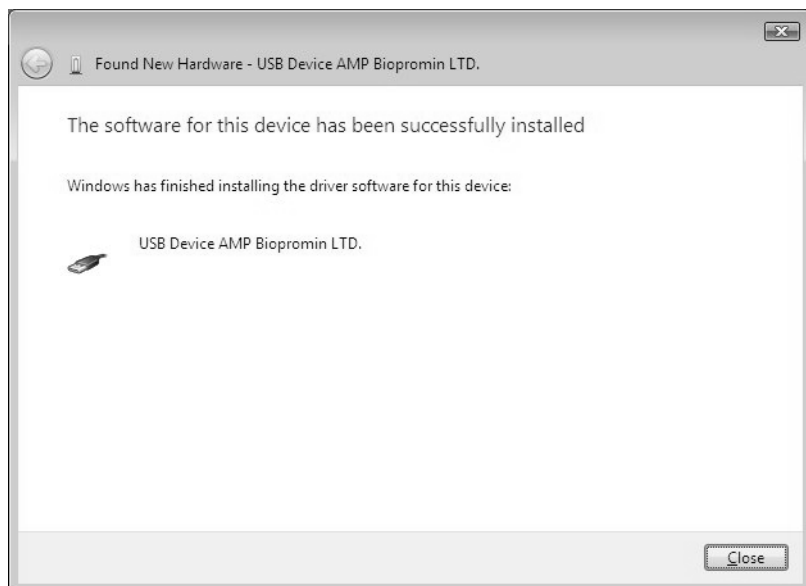 Found New Hardware - USB Device AMP Biopromin LTD.
The software for this device has been successfully installed
Windows has finished installing the driver software for this device:
USB Device AMP Biopromin LTD.
Close